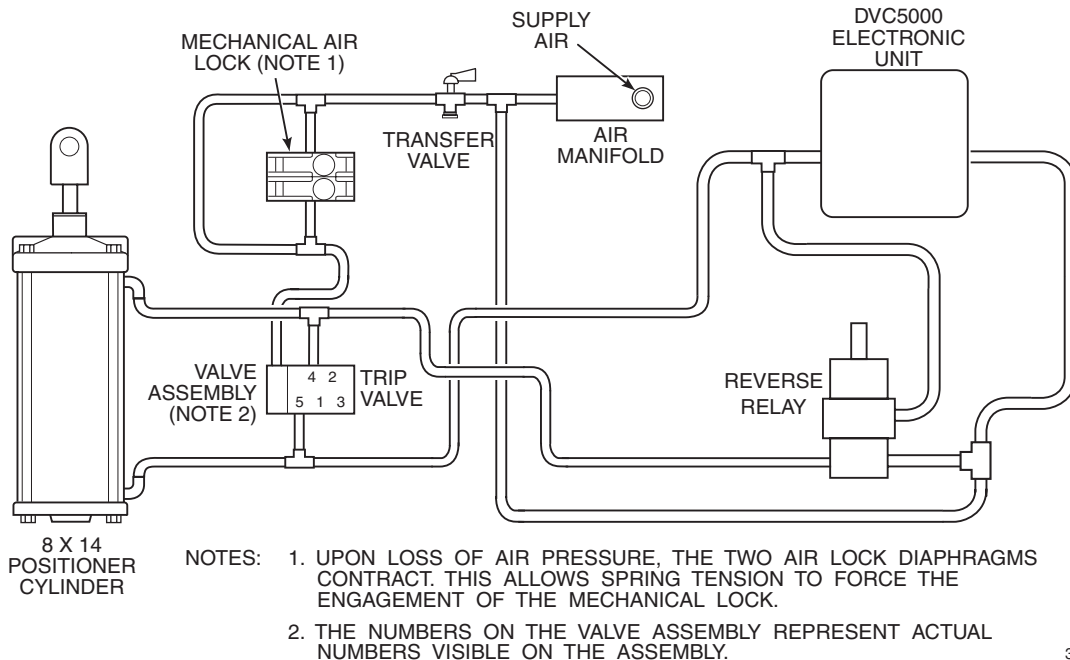 SUPPLY
AIR
DVC5000
ELECTRONIC
UNIT
MECHANICAL AIR
LOCK (NOTE 1)
TRANSFER
VALVE
AIR
MANIFOLD
VALVE
ASSEMBLY
(NOTE 2)
4 2
5 1 3
TRIP
VALVE
REVERSE
RELAY
8 X 14
POSITIONER
CYLINDER
NOTES: 1. UPON LOSS OF AIR PRESSURE, THE TWO AIR LOCK DIAPHRAGMS
CONTRACT. THIS ALLOWS SPRING TENSION TO FORCE THE
ENGAGEMENT OF THE MECHANICAL LOCK.
2. THE NUMBERS ON THE VALVE ASSEMBLY REPRESENT ACTUAL
NUMBERS VISIBLE ON THE ASSEMBLY.